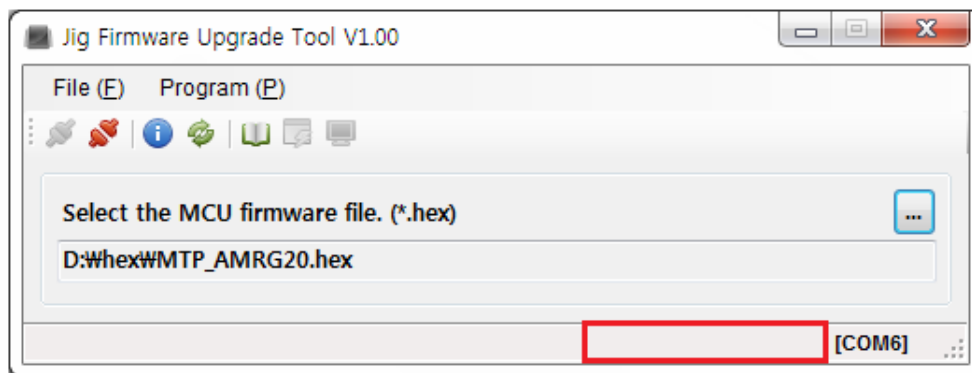 Jig Firmware Upgrade Tool V1.00
File (F) Program (P)
Select the MCU firmware file. (*.hex)
...
D:₩hex₩MTP_AMRG20.hex
[COM6]